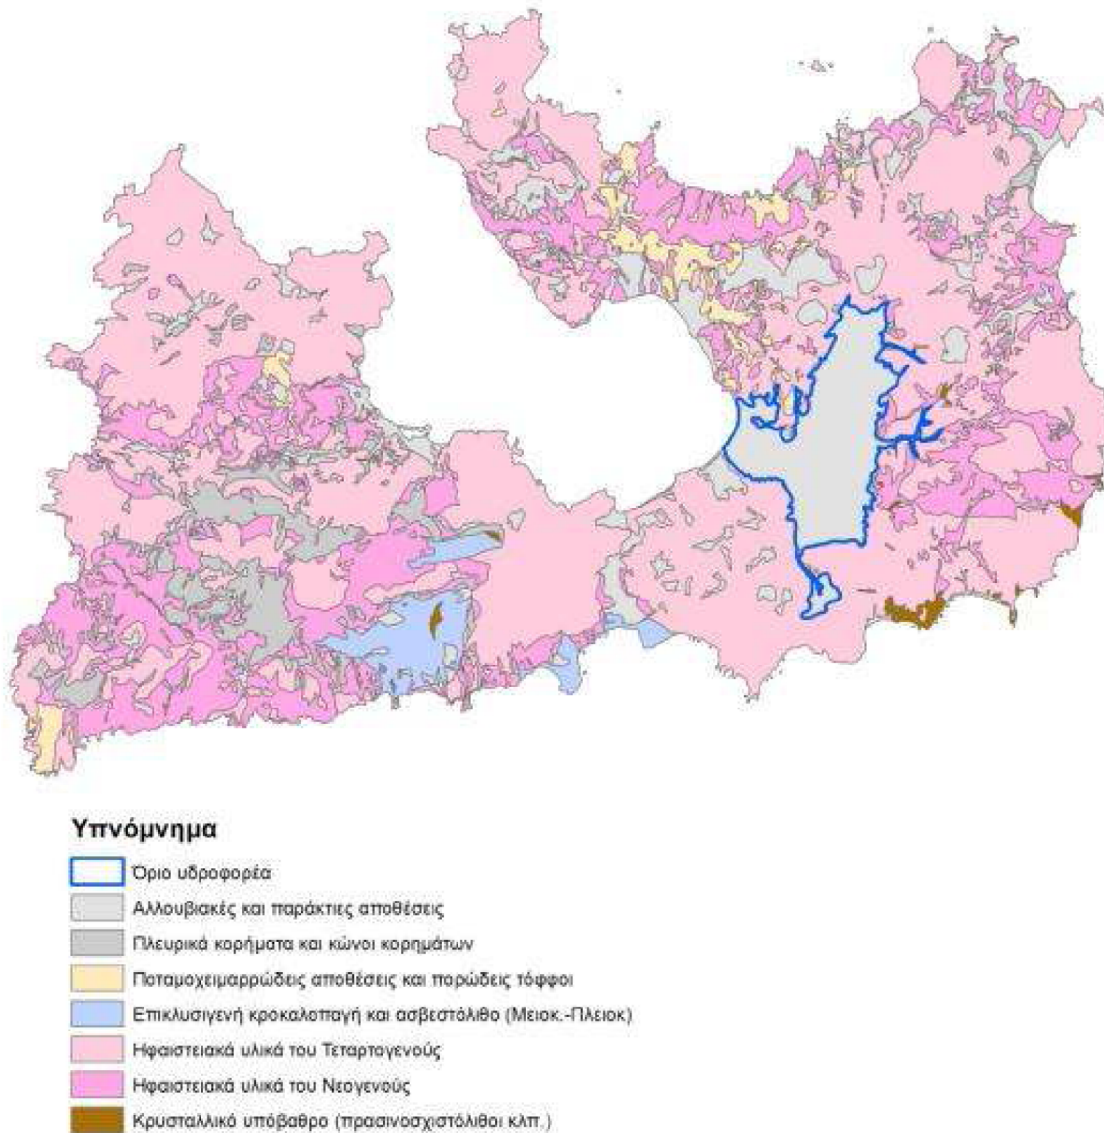 Υπνόμνημα
Όριο υδροφορέα
Αλλουβιακές και παράκτιες αποθέσεις
Πλευρικά κορήματα και κώνοι κορημάτων
Ποταμοχειμαρρώδεις αποθέσεις και πορώδεις τόφφοι
Επικλυσιγενή κροκαλοπαγή και ασβεστόλιθο (Μειοκ.-Πλειοκ)
Ηφαιστειακά υλικά του Τεταρτογενούς
Ηφαιστειακά υλικά του Νεογενούς
Κρυσταλλικό υπόβαθρο (πρασινοσχιστόλιθοι κλπ.)